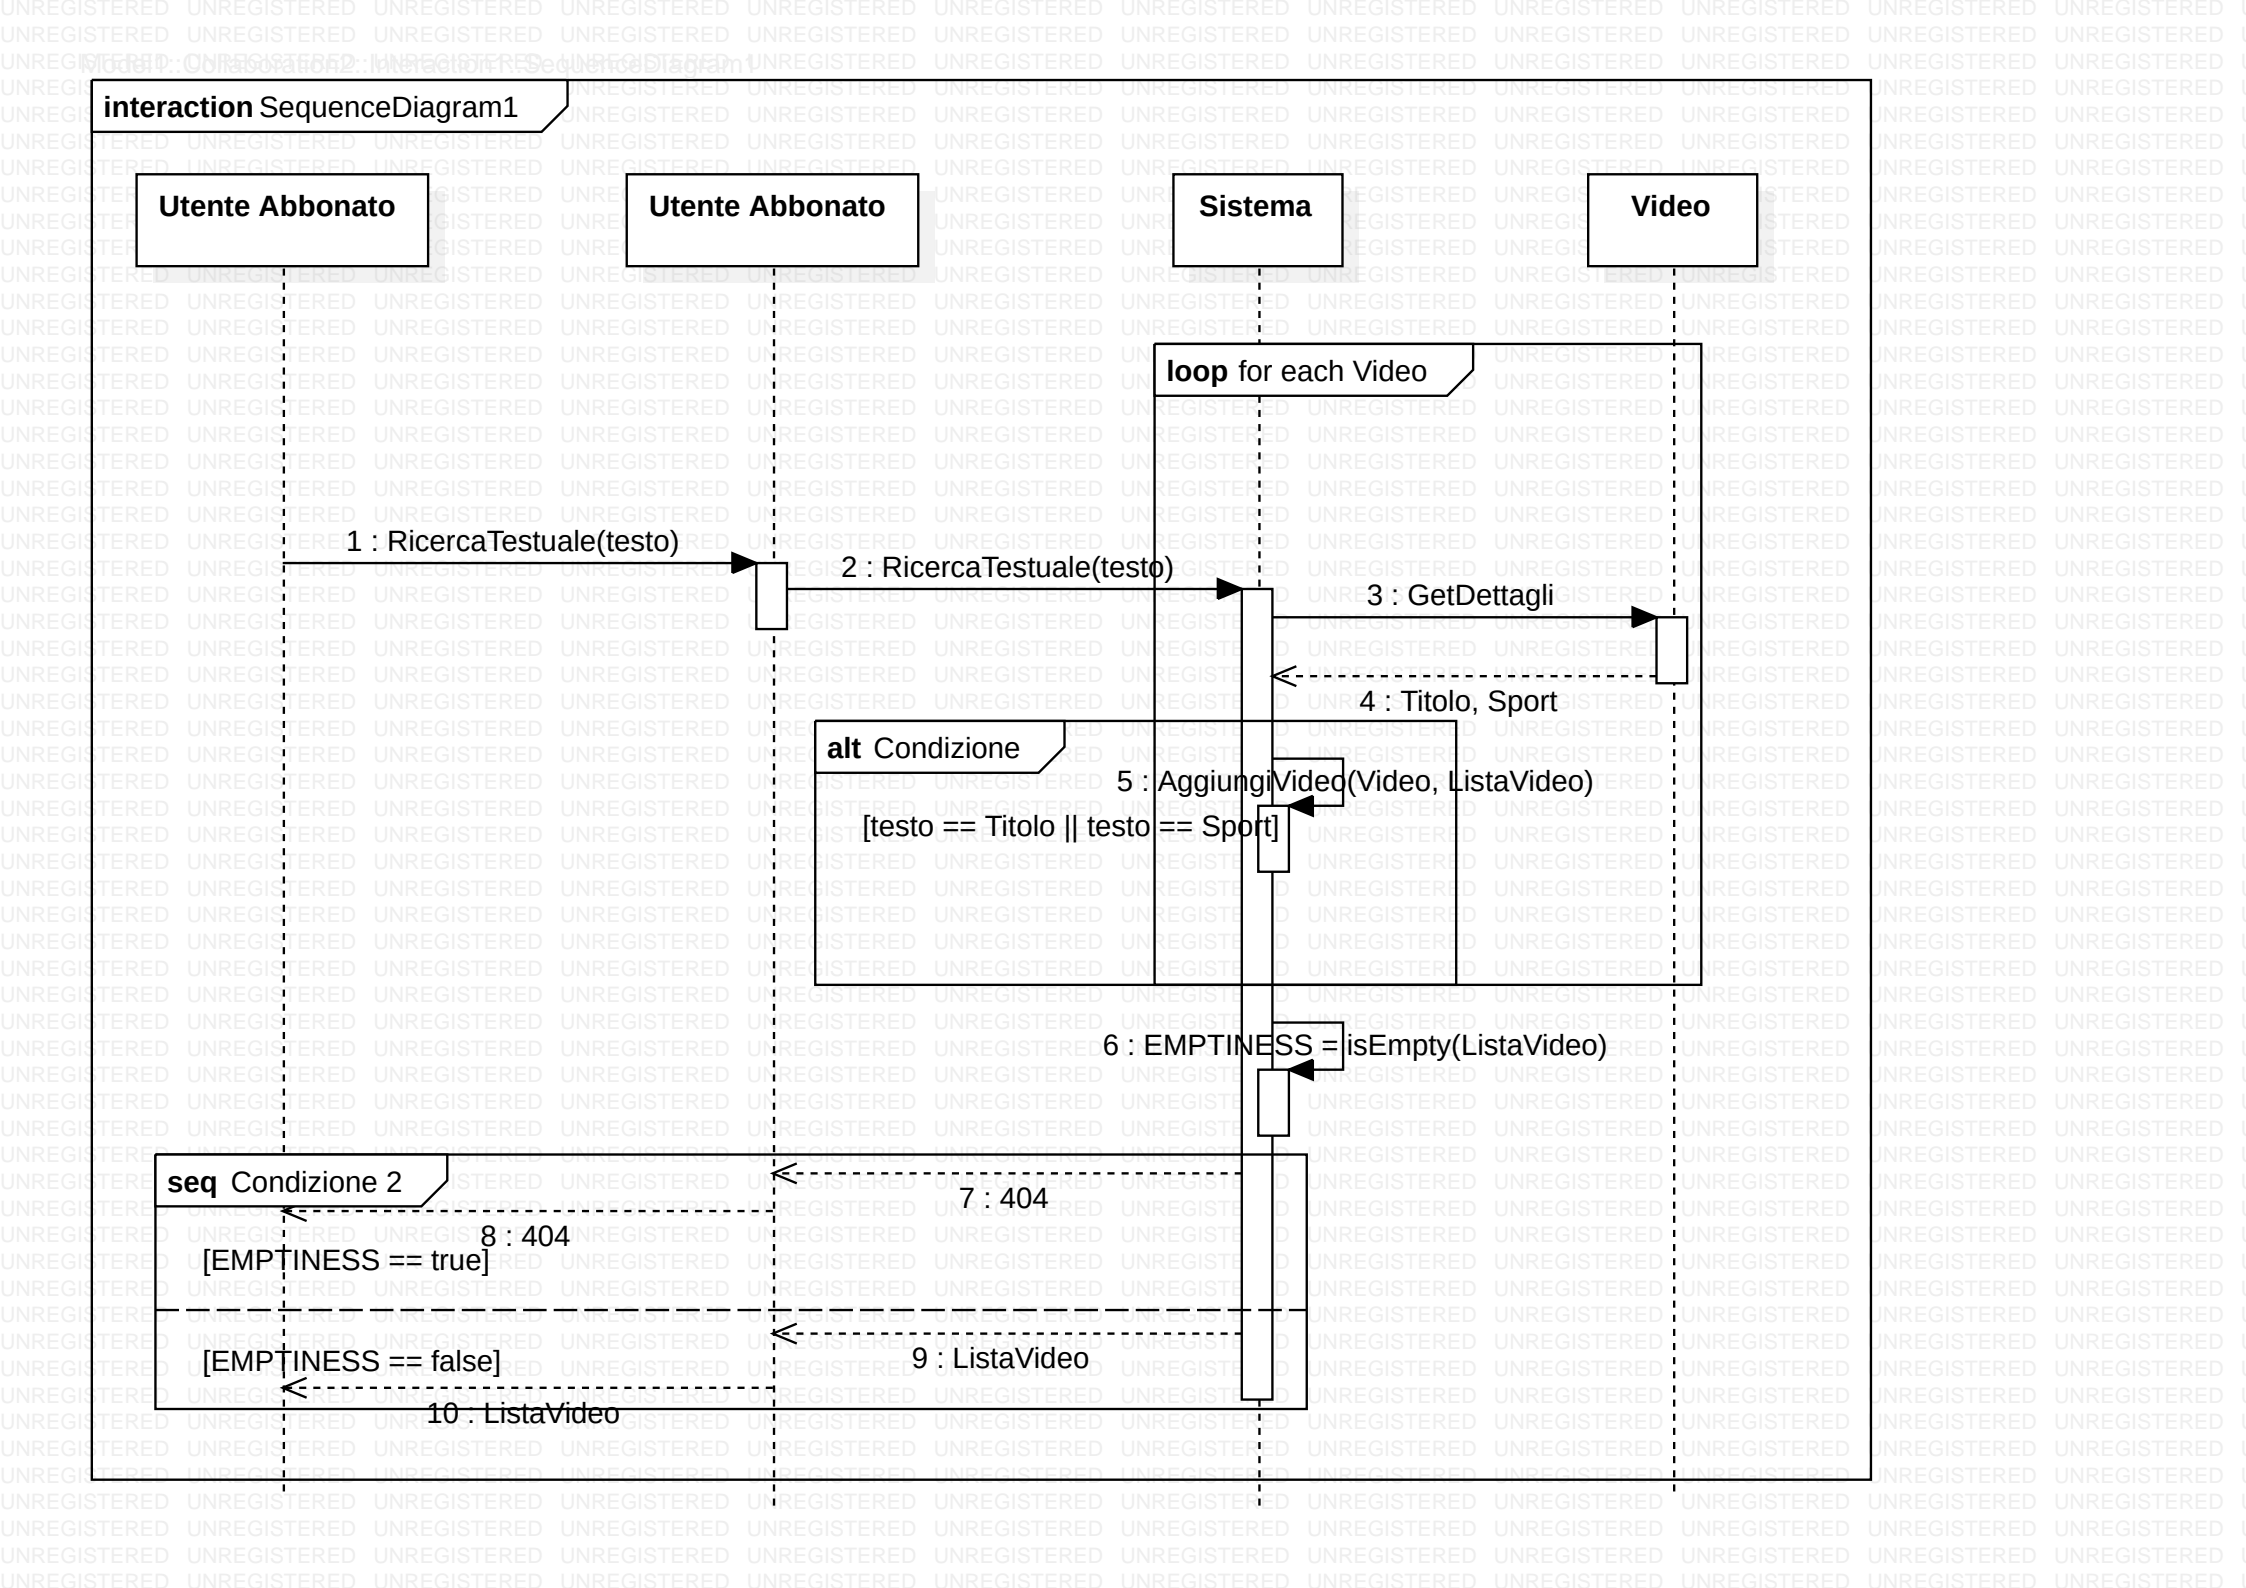 Model1::Collaboration2::Interaction1::SequenceDiagram1
interaction SequenceDiagram1
Utente Abbonato
Utente Abbonato
Sistema
Video
loop for each Video
1 : RicercaTestuale(testo)
2 : RicercaTestuale(testo)
3 : GetDettagli
4 : Titolo, Sport
alt Condizione
5 : AggiungiVideo(Video, ListaVideo)
[testo == Titolo || testo == Sport]
6 : EMPTINESS = isEmpty(ListaVideo)
seq Condizione 2
7 : 404
8 : 404
[EMPTINESS == true]
9 : ListaVideo
[EMPTINESS == false]
10 : ListaVideo
UNREGISTERED